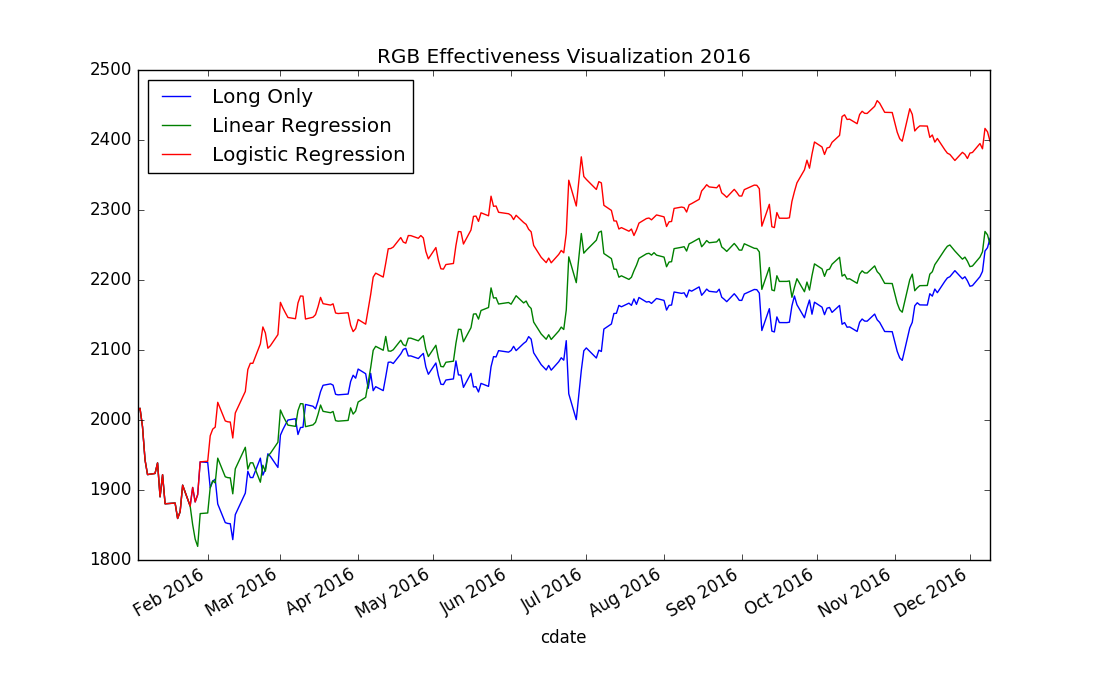 RGB Effectiveness Visualization 2016
2500
2400
2300
2200
2100
2000
1900
1800
Long Only
Linear Regression
Logistic Regression
Feb 2016
Mar 2016
Apr 2016
May 2016
Jun 2016
Jul 2016
Aug 2016
Sep 2016
Oct 2016
Nov 2016
Dec 2016
cdate